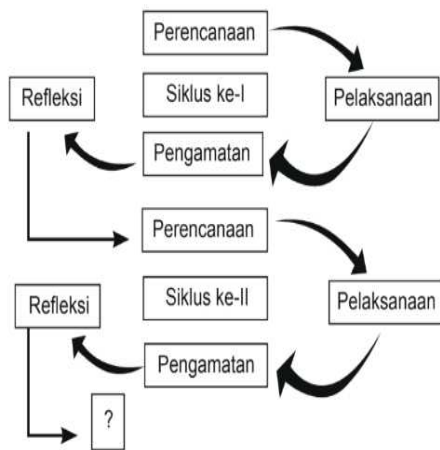 Perencanaan
Refleksi
Siklus ke-I
Pelaksanaan
Pengamatan
Perencanaan
Refleksi
Siklus ke-II
Pelaksanaan
Pengamatan
?